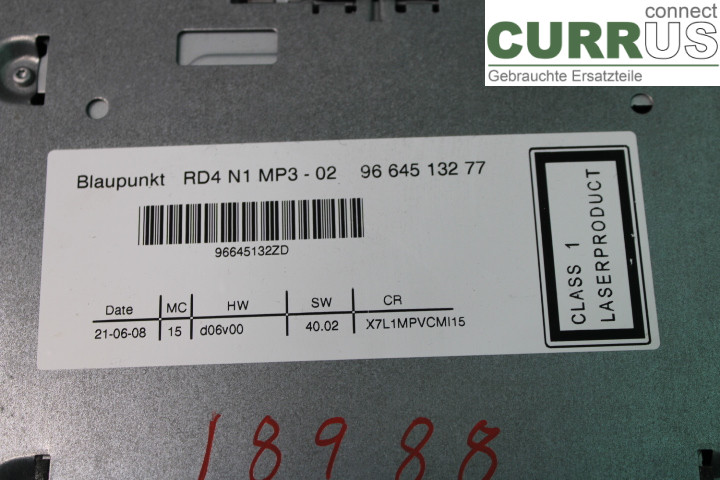 connect
CURRUS
Gebrauchte Ersatzteile
Blaupunkt RD4 N1 MP3 - 02 96 645 132 77
96645132ZD
CLASS 1
LASERPRODUCT
Date MC HW SW CR
21-06-08 15 d06v00 40.02 X7L1MPVCMI15
18988